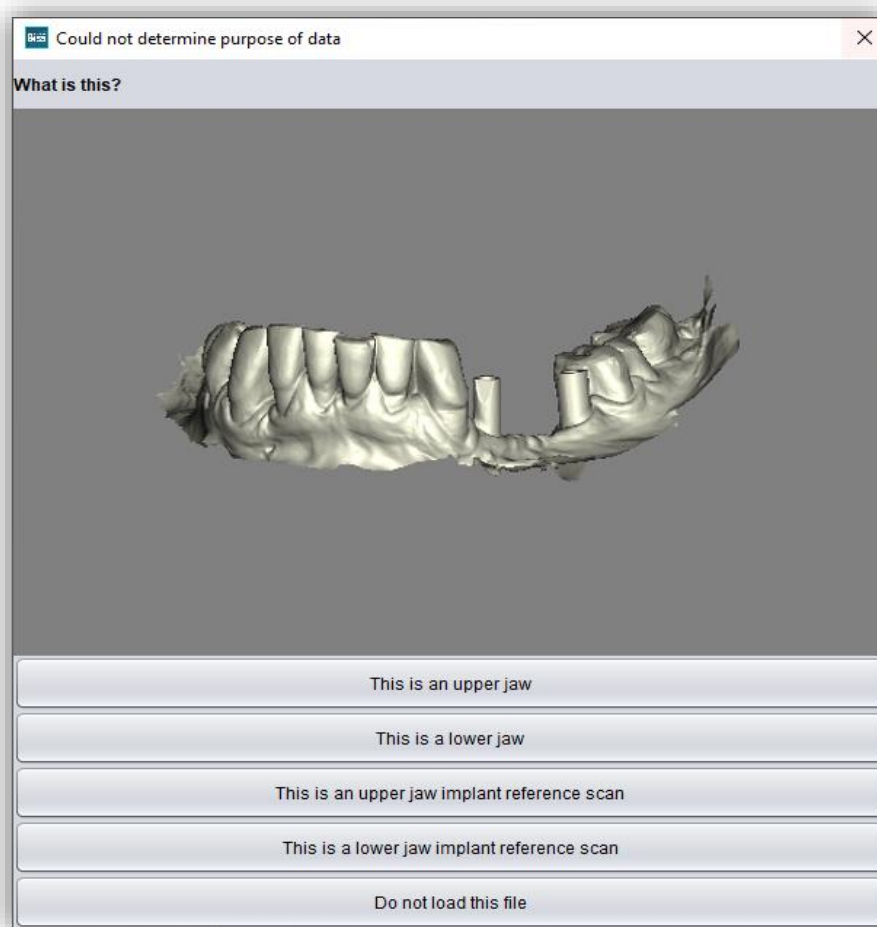 Could not determine purpose of data
What is this?
This is an upper jaw
This is a lower jaw
This is an upper jaw implant reference scan
This is a lower jaw implant reference scan
Do not load this file